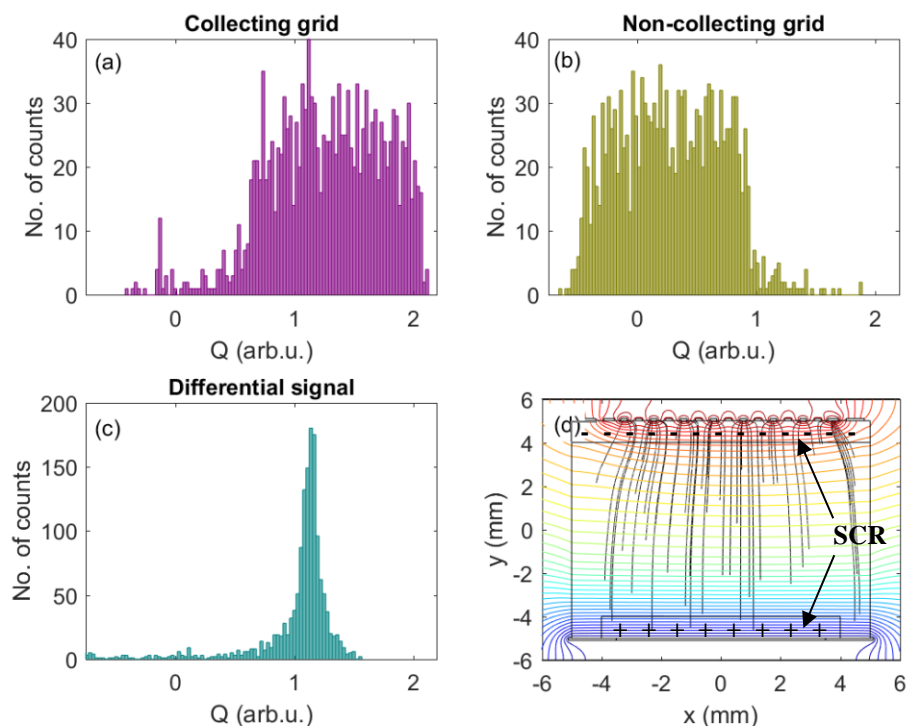 Collecting grid
(a)
No. of counts
40
30
20
10
0
0
1
2
Q (arb.u.)
Non-collecting grid
(b)
No. of counts
40
30
20
10
0
0
1
2
Q (arb.u.)
Differential signal
(c)
No. of counts
200
150
100
50
0
0
1
2
Q (arb.u.)
(d)
y (mm)
6
4
2
0
-2
-4
-6
- - - - - - - - - - -
SCR
+ + + + + + + +
-6
-4
-2
0
2
4
6
x (mm)